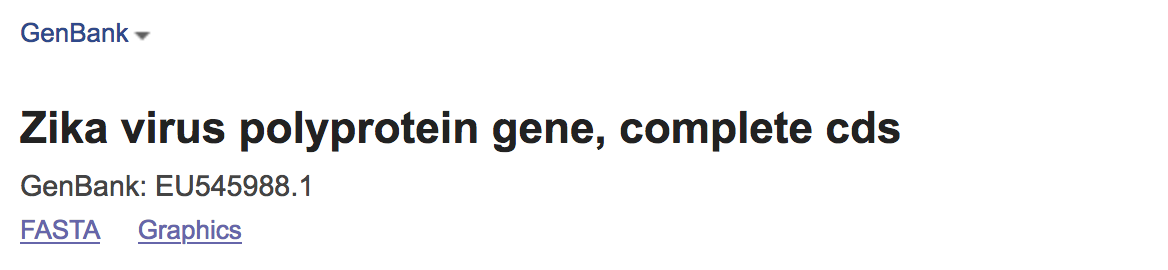 GenBank
Zika virus polyprotein gene, complete cds
GenBank: EU545988.1
FASTA Graphics